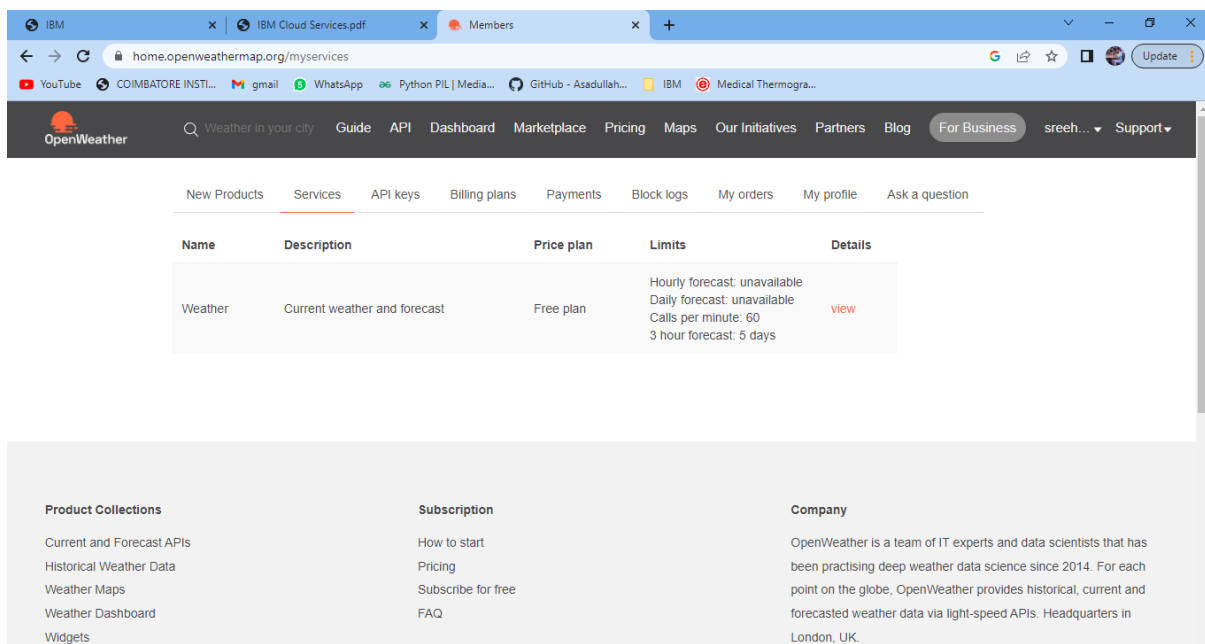 IBM
IBM Cloud Services.pdf
Members
home.openweathermap.org/myservices
Update
YouTube
COIMBATORE INSTI...
gmail
WhatsApp
Python PIL | Media...
GitHub - Asadullah...
IBM
Medical Thermogra...
OpenWeather
Weather in your city
Guide
API
Dashboard
Marketplace
Pricing
Maps
Our Initiatives
Partners
Blog
For Business
sreeh...
Support
New Products
Services
API keys
Billing plans
Payments
Block logs
My orders
My profile
Ask a question
Name
Description
Price plan
Limits
Details
Weather
Current weather and forecast
Free plan
Hourly forecast: unavailable
Daily forecast: unavailable
Calls per minute: 60
3 hour forecast: 5 days
view
Product Collections
Current and Forecast APIs
Historical Weather Data
Weather Maps
Weather Dashboard
Widgets
Subscription
How to start
Pricing
Subscribe for free
FAQ
Company
OpenWeather is a team of IT experts and data scientists that has
been practising deep weather data science since 2014. For each
point on the globe, OpenWeather provides historical, current and
forecasted weather data via light-speed APIs. Headquarters in
London, UK.